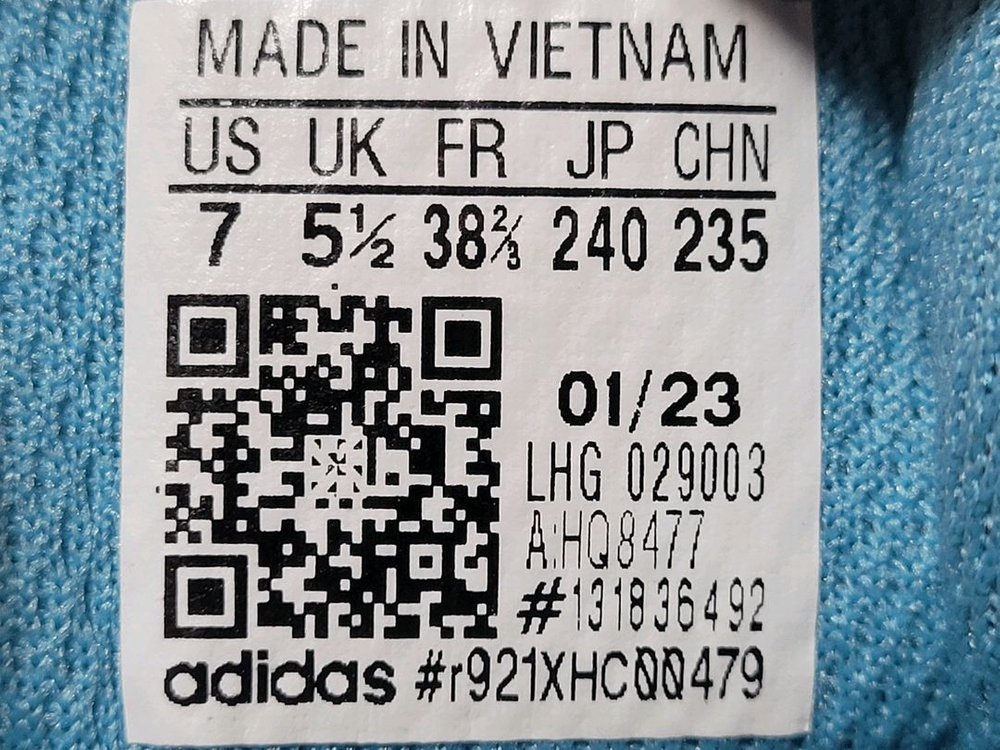 MADE IN VIETNAM
US UK FR JP CHN
7 5½ 38⅔ 240 235
01/23
LHG 029003
A:HQ8477
#131836492
adidas #r921XHC00479